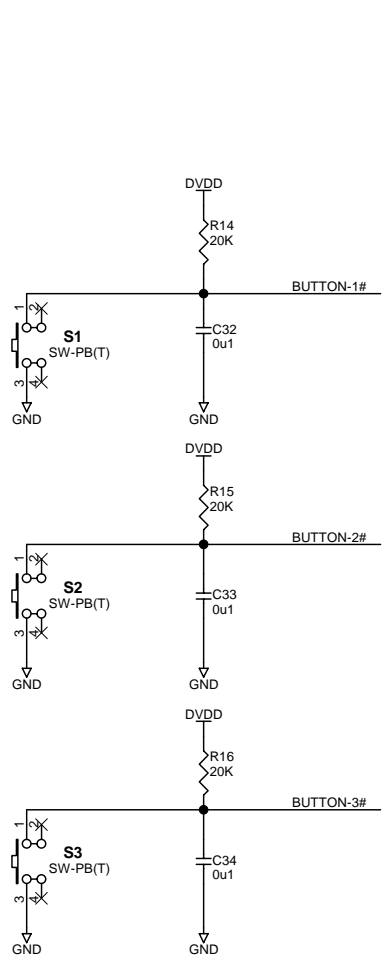 DVDD
R14
20K
BUTTON-1#
1
2
C32
0u1
S1
SW-PB(T)
3
4
GND
GND
DVDD
R15
20K
BUTTON-2#
1
2
C33
0u1
S2
SW-PB(T)
3
4
GND
GND
DVDD
R16
20K
BUTTON-3#
1
2
C34
0u1
S3
SW-PB(T)
3
4
GND
GND